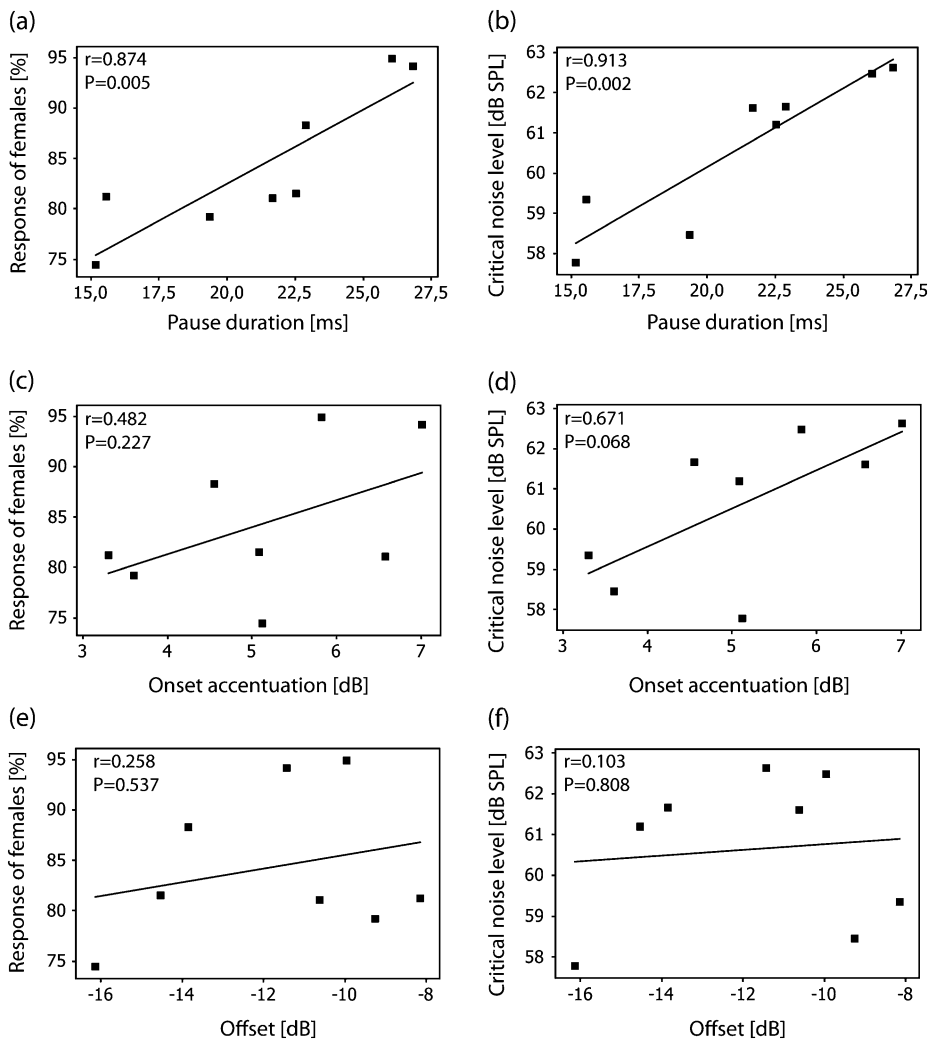 (a)
r=0.874
P=0.005
Response of females [%]
95
90
85
80
75
15,0 17,5 20,0 22,5 25,0 27,5
Pause duration [ms]
(b)
r=0.913
P=0.002
Critical noise level [dB SPL]
63
62
61
60
59
58
15,0 17,5 20,0 22,5 25,0 27,5
Pause duration [ms]
(c)
r=0.482
P=0.227
Response of females [%]
95
90
85
80
75
3 4 5 6 7
Onset accentuation [dB]
(d)
r=0.671
P=0.068
Critical noise level [dB SPL]
63
62
61
60
59
58
3 4 5 6 7
Onset accentuation [dB]
(e)
r=0.258
P=0.537
Response of females [%]
95
90
85
80
75
-16 -14 -12 -10 -8
Offset [dB]
(f)
r=0.103
P=0.808
Critical noise level [dB SPL]
63
62
61
60
59
58
-16 -14 -12 -10 -8
Offset [dB]